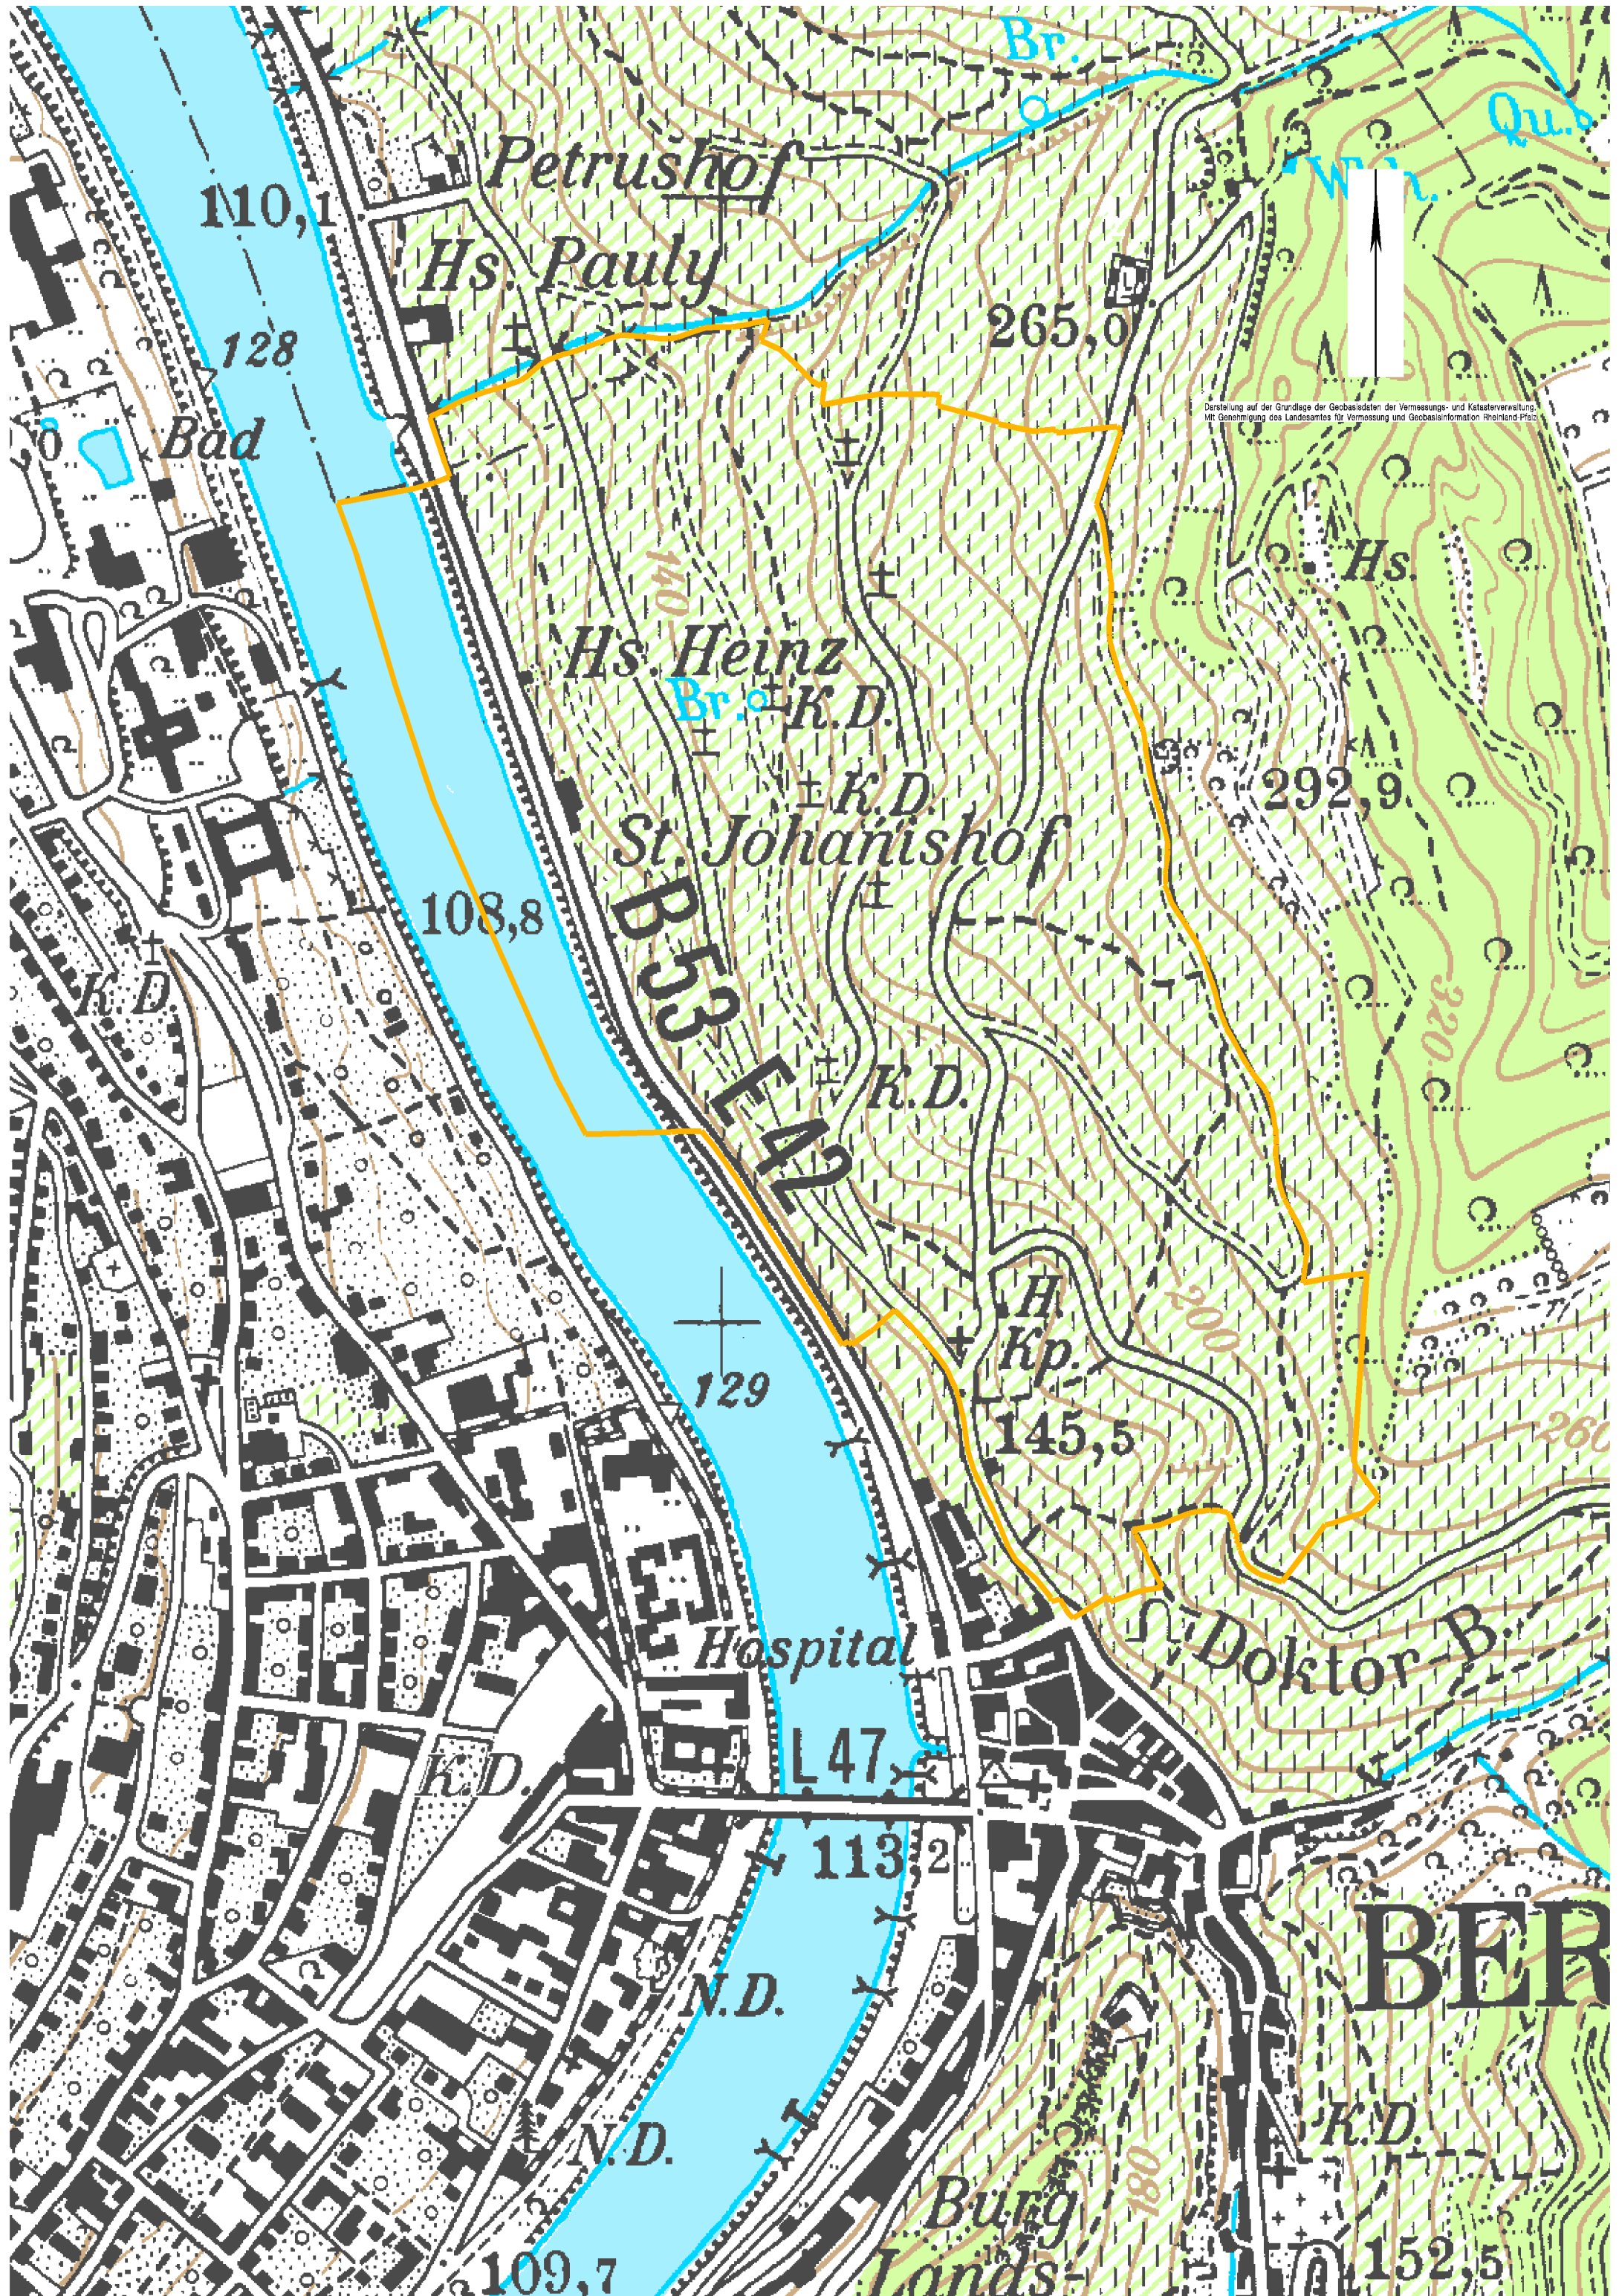 Br.
Qu.
Petrushof
110,1
Hs. Pauly
265,0
128
Darstellung auf der Grundlage der Geobasisdaten der Vermessungs- und Katasterverwaltung.
Mit Genehmigung des Landesamtes für Vermessung und Geobasisinformation Rheinland-Pfalz
Bad
Hs.
140
Hs. Heinz
Br.
K.D.
K.D.
292,9
St. Johannishof
108,8
B 53
K.D.
320
K.D.
E 42
H.
Kp.
200
129
145,5
260
Hospital
Doktor-B.
L 47
K.D.
113,2
BER
N.D.
N.D.
K.D.
180
Burg
Lands-
109,7
152,5